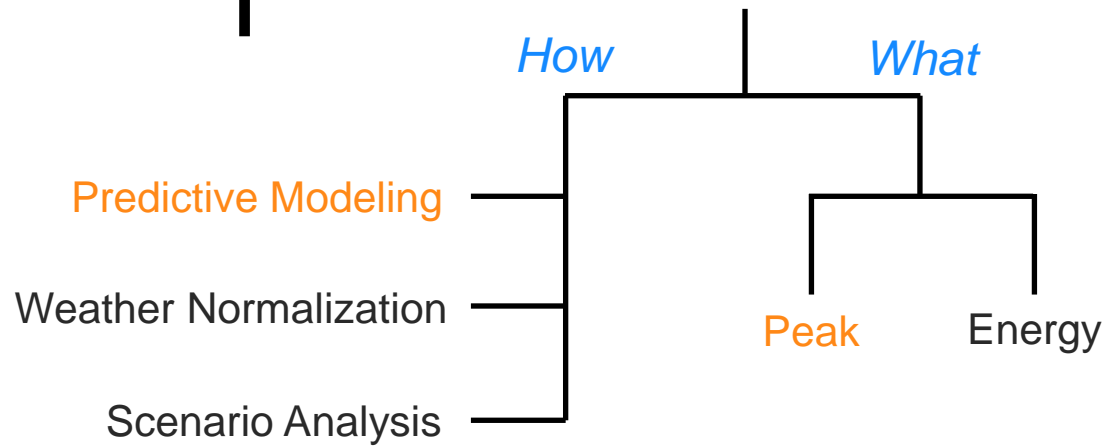 How
What
Predictive Modeling
Weather Normalization
Peak
Energy
Scenario Analysis